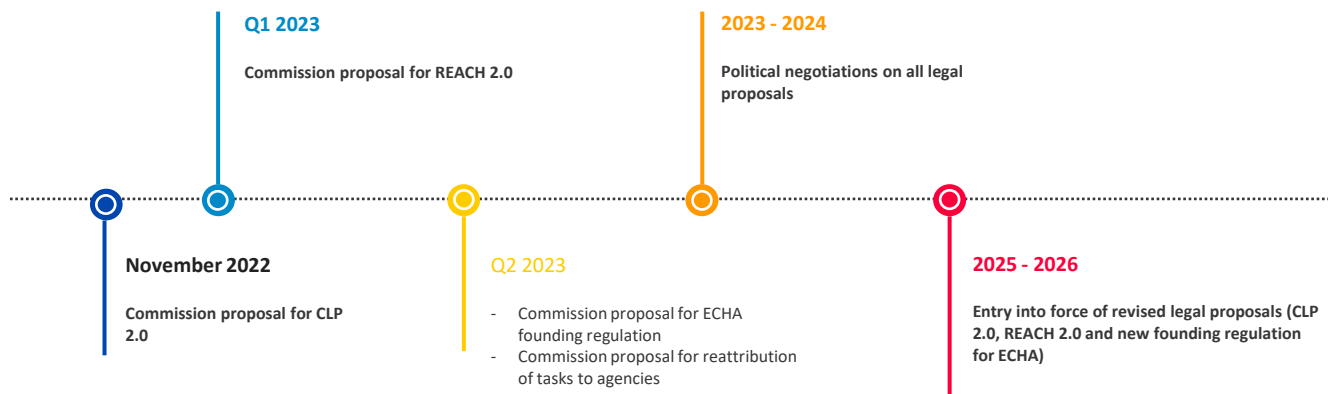 Q1 2023
Commission proposal for REACH 2.0
2023 - 2024
Political negotiations on all legal
proposals
November 2022
Commission proposal for CLP
2.0
Q2 2023
- Commission proposal for ECHA
founding regulation
- Commission proposal for reattribution
of tasks to agencies
2025 - 2026
Entry into force of revised legal proposals (CLP
2.0, REACH 2.0 and new founding regulation
for ECHA)